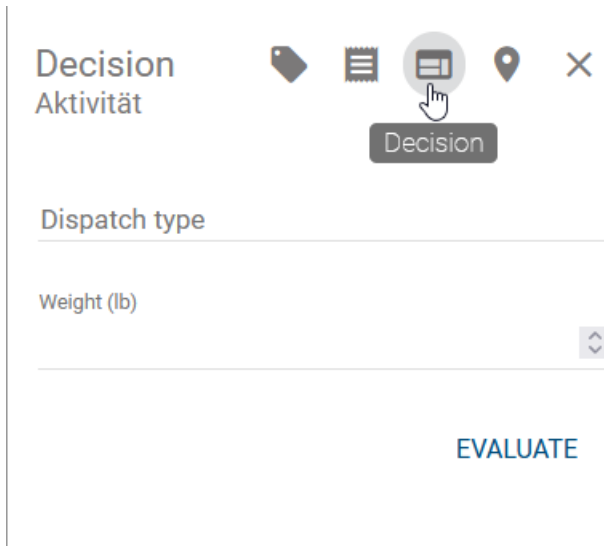 Decision
Aktivität
Decision
Dispatch type
Weight (lb)
EVALUATE